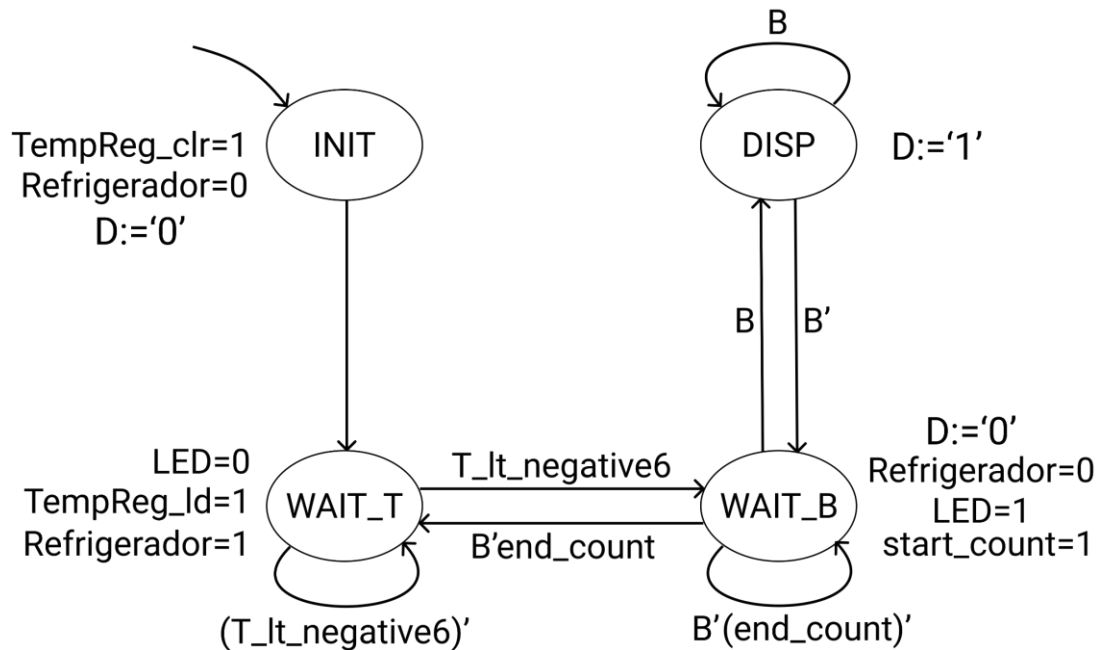 B
TempReg_clr=1
Refrigerador=0
D:=‘0’
INIT
DISP
D:=‘1’
B
B’
LED=0
TempReg_ld=1
Refrigerador=1
WAIT_T
T_lt_negative6
B’end_count
WAIT_B
D:=‘0’
Refrigerador=0
LED=1
start_count=1
(T_lt_negative6)’
B’(end_count)’